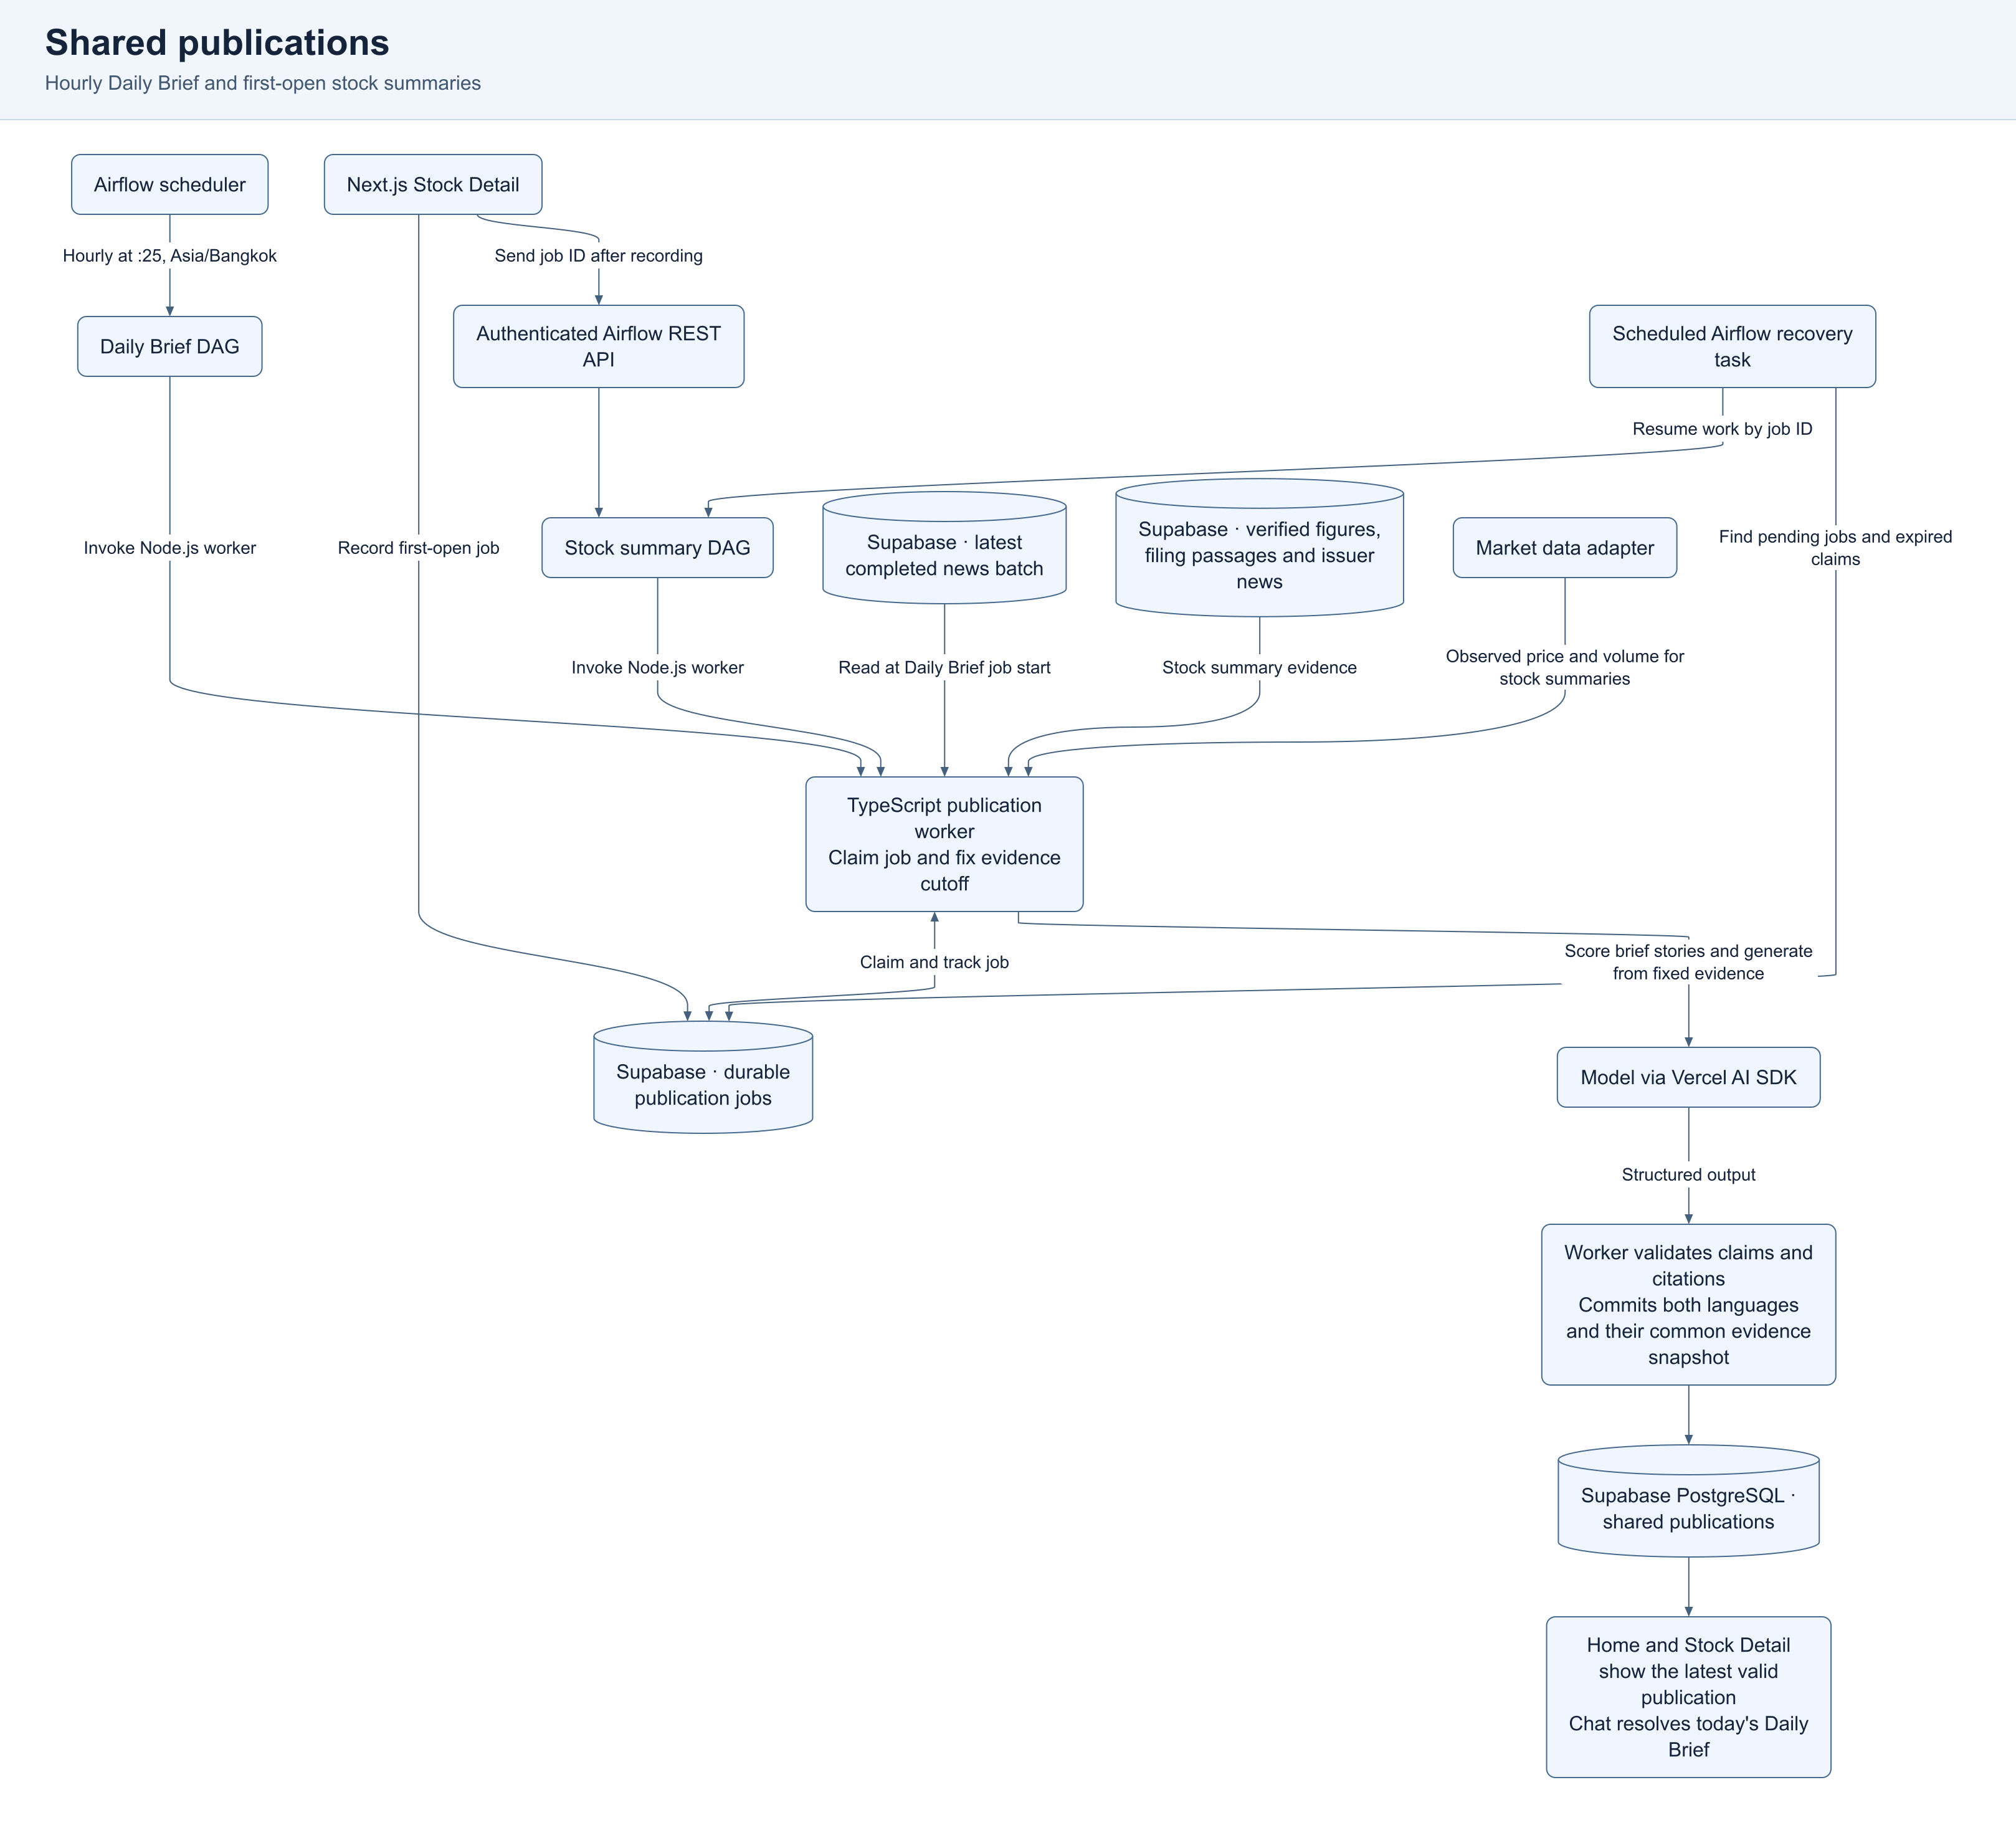 Shared publications
Hourly Daily Brief and first-open stock summaries
Airflow scheduler
Next.js Stock Detail
Hourly at :25, Asia/Bangkok
Send job ID after recording
Daily Brief DAG
Authenticated Airflow REST
API
Scheduled Airflow recovery
task
Resume work by job ID
Invoke Node.js worker
Record first-open job
Stock summary DAG
Supabase · latest
completed news batch
Supabase · verified figures,
filing passages and issuer
news
Market data adapter
Find pending jobs and expired
claims
Invoke Node.js worker
Read at Daily Brief job start
Stock summary evidence
Observed price and volume for
stock summaries
TypeScript publication
worker
Claim job and fix evidence
cutoff
Claim and track job
Score brief stories and generate
from fixed evidence
Supabase · durable
publication jobs
Model via Vercel AI SDK
Structured output
Worker validates claims and
citations
Commits both languages
and their common evidence
snapshot
Supabase PostgreSQL ·
shared publications
Home and Stock Detail
show the latest valid
publication
Chat resolves today's Daily
Brief